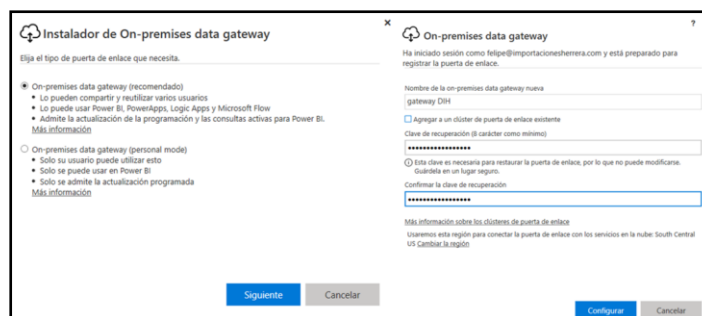 Instalador de On-premises data gateway
Elija el tipo de puerta de enlace que necesita.
On-premises data gateway (recomendado)
• Lo pueden compartir y reutilizar varios usuarios
• Lo puede usar Power BI, PowerApps, Logic Apps y Microsoft Flow
• Admite la actualización de la programación y las consultas activas para Power BI.
Más información
On-premises data gateway (personal mode)
• Solo su usuario puede utilizar esto
• Solo se puede usar en Power BI
• Solo se admite la actualización programada
Más información
Siguiente
Cancelar
×
?
On-premises data gateway
Ha iniciado sesión como felipe@importacionesherrera.com y está preparado para
registrar la puerta de enlace.
Nombre de la on-premises data gateway nueva
gateway DIH
Agregar a un clúster de puerta de enlace existente
Clave de recuperación (8 carácter como mínimo)
••••••••••••••••
Esta clave es necesaria para restaurar la puerta de enlace, por lo que no puede modificarse.
Guárdela en un lugar seguro.
Confirmar la clave de recuperación
••••••••••••••••
Más información sobre los clústeres de puerta de enlace
Usaremos esta región para conectar la puerta de enlace con los servicios en la nube: South Central
US Cambiar la región
Configurar
Cancelar